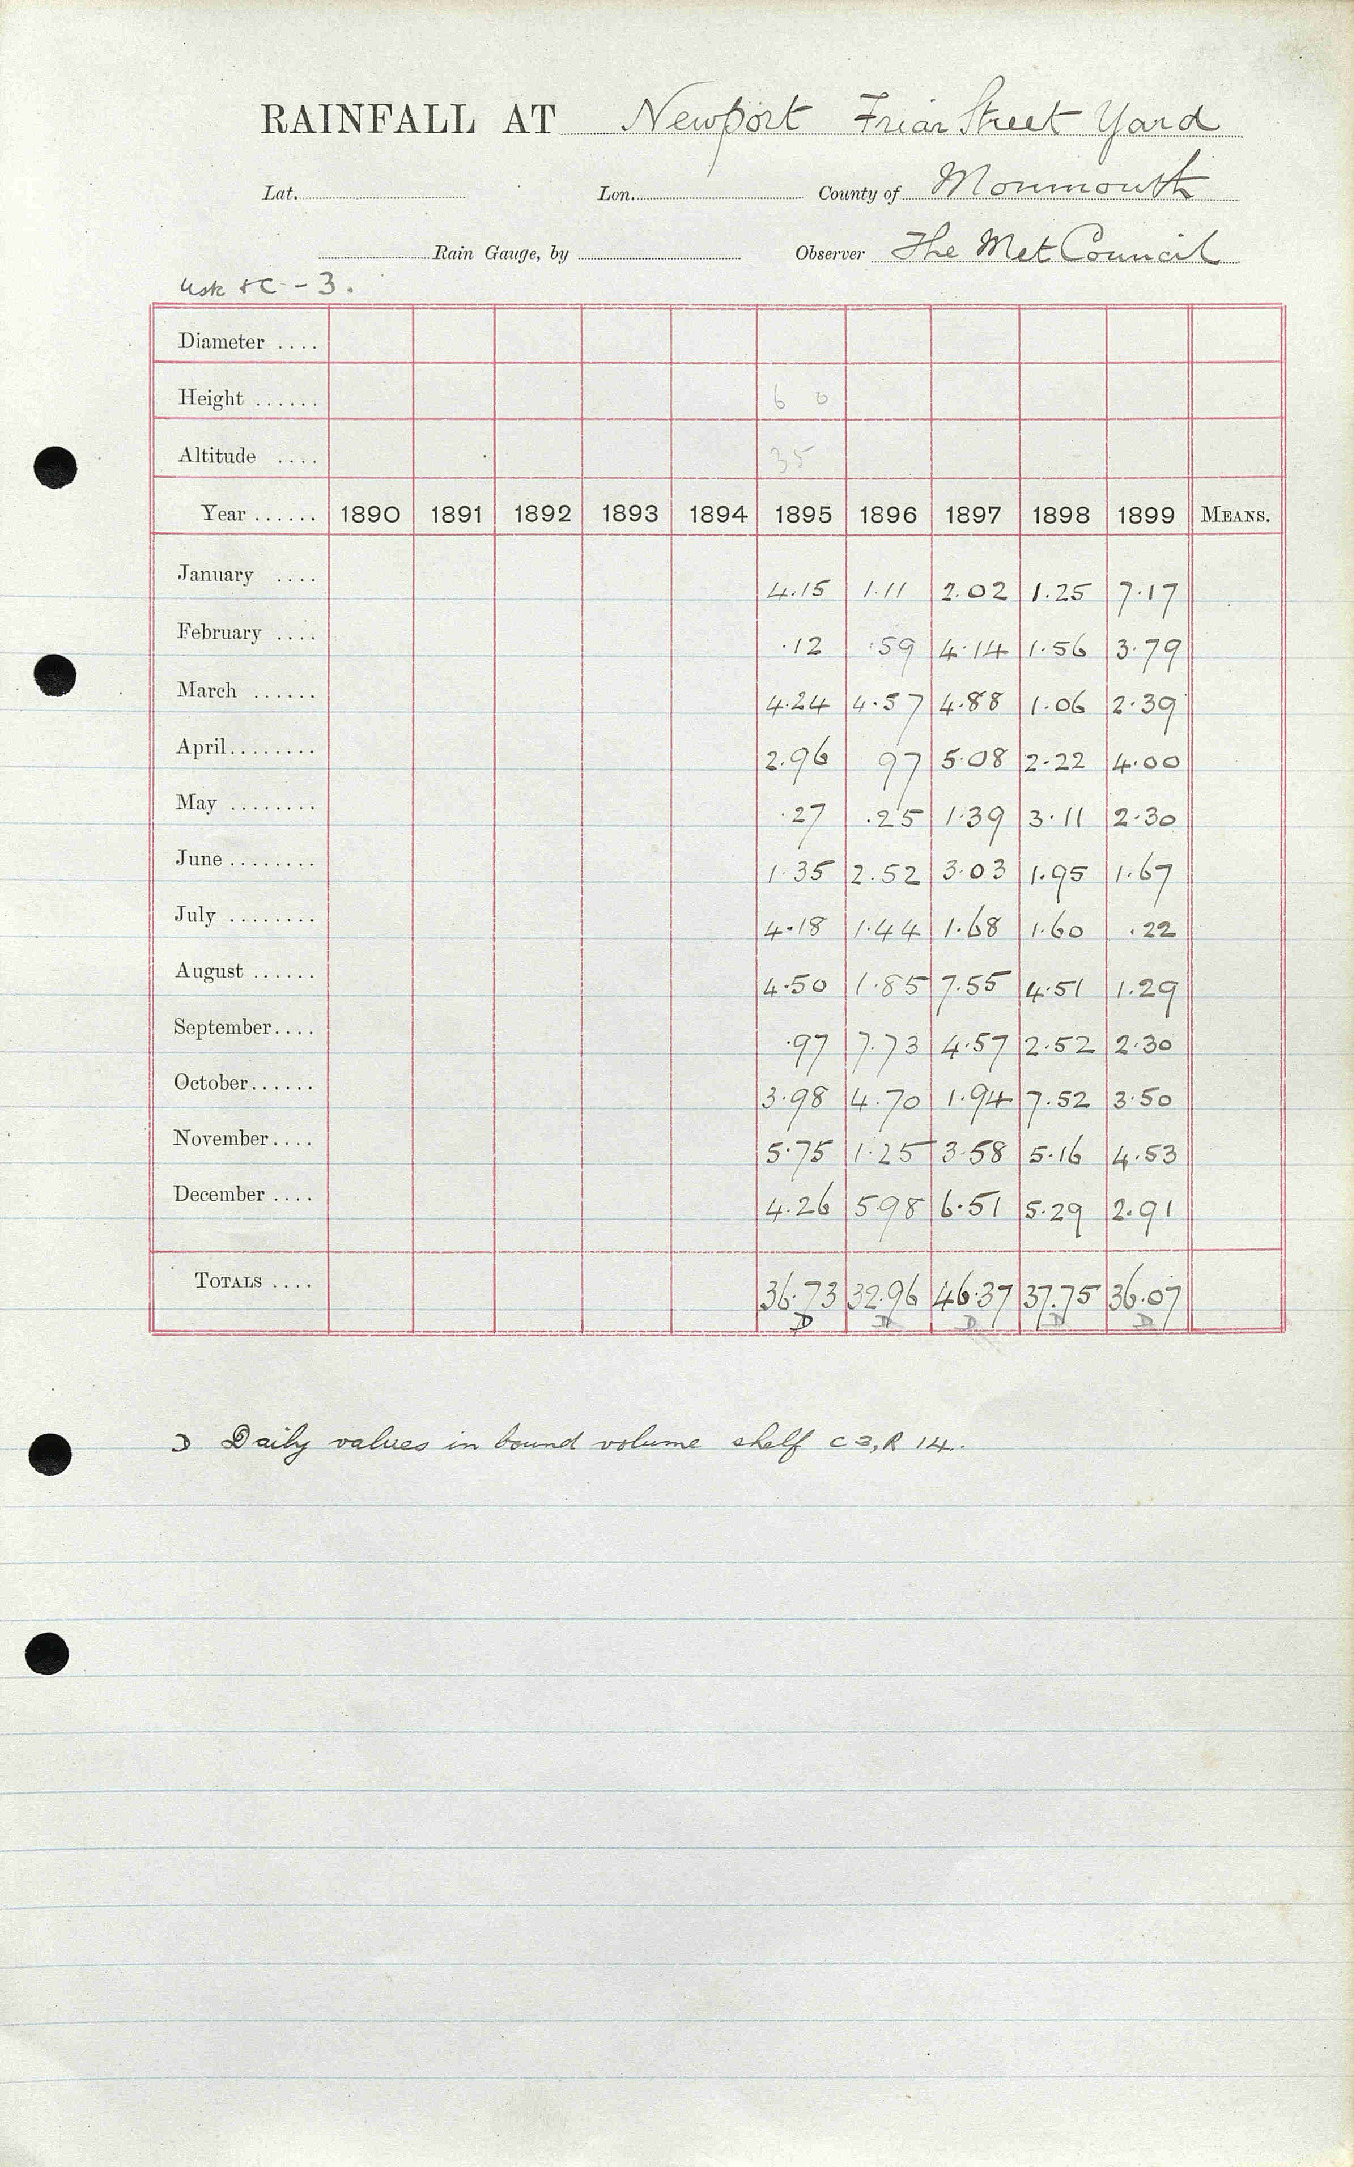 RAINFALL AT Newport Friar Street Yard
Lat. Lon. County of Monmouth
Rain Gauge, by Observer The Met Council
Usk &C - 3.
Diameter ....
Height ...... 6 0
Altitude .... 35
Year ...... 1890 1891 1892 1893 1894 1895 1896 1897 1898 1899 MEANS.
January .... 4.15 1.11 2.02 1.25 7.17
February .... .12 .59 4.14 1.56 3.79
March ...... 4.24 4.57 4.88 1.06 2.39
April ........ 2.96 97 5.08 2.22 4.00
May ........ .27 .25 1.39 3.11 2.30
June ........ 1.35 2.52 3.03 1.95 1.67
July ........ 4.18 1.44 1.68 1.60 .22
August ...... 4.50 1.85 7.55 4.51 1.29
September .... .97 7.73 4.57 2.52 2.30
October ...... 3.98 4.70 1.94 7.52 3.50
November .... 5.75 1.25 3.58 5.16 4.53
December .... 4.26 5 98 6.51 5.29 2.91
TOTALS .... 36.73 32.96 46.37 37.75 36.07
D D D D D
D Daily values in bound volume shelf C3, R 14.